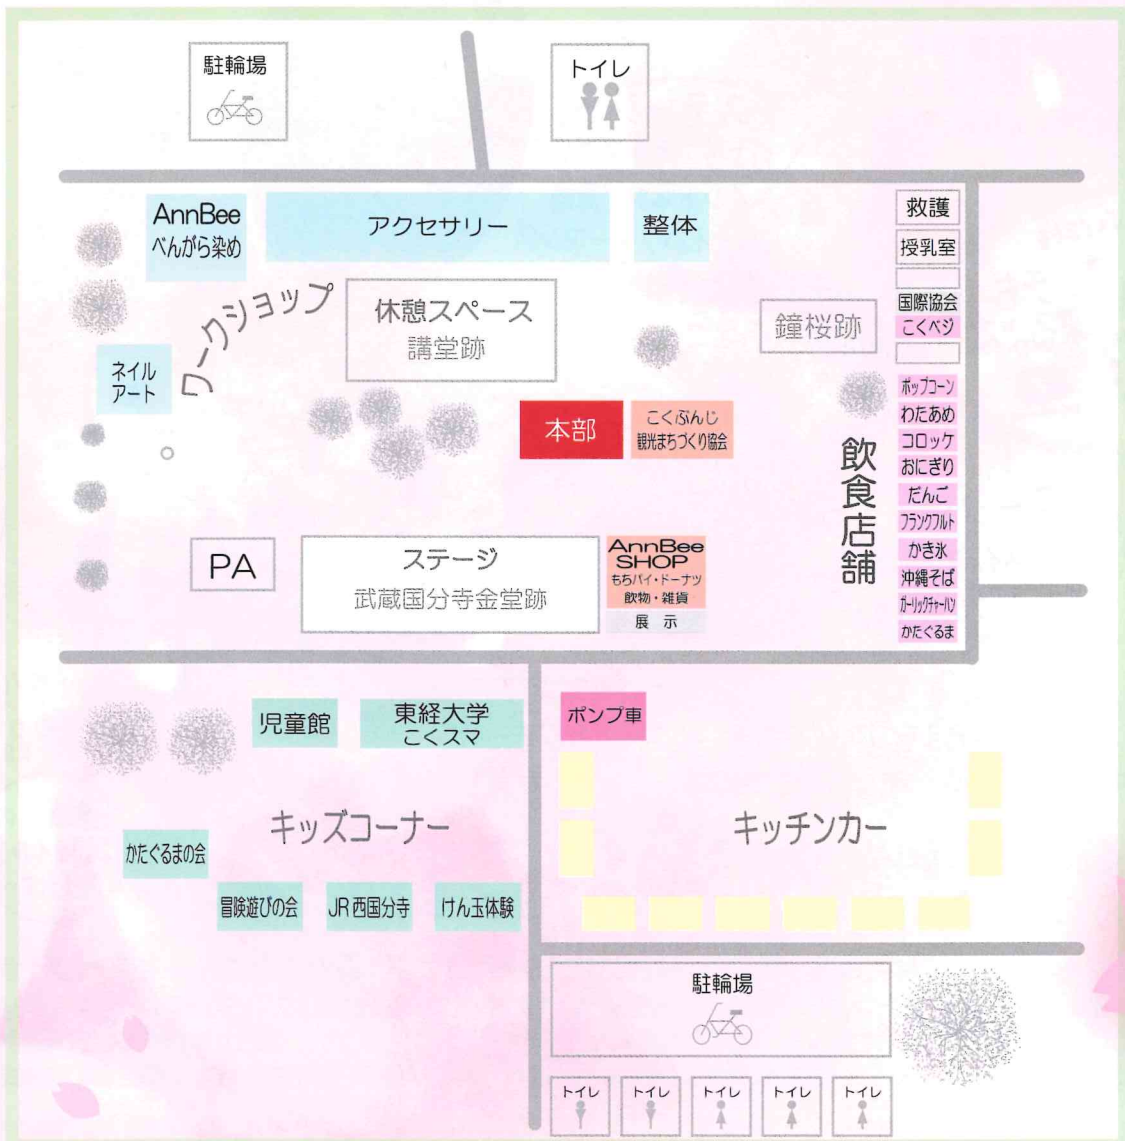 駐輪場
トイレ
AnnBee
べんがら染め
アクセサリー
整体
救護
授乳室
国際協会
こくベジ
ワークショップ
休憩スペース
講堂跡
鐘桜跡
ネイル
アート
本部
こくぶんじ
観光まちづくり協会
飲食店舗
ポップコーン
わたあめ
コロッケ
おにぎり
だんご
フランクフルト
かき氷
沖縄そば
ガーリックチャーハン
かたぐるま
PA
ステージ
武蔵国分寺金堂跡
AnnBee
SHOP
もちパイ・ドーナツ
飲物・雑貨
展示
児童館
東経大学
こくスマ
ポンプ車
キッズコーナー
キッチンカー
かたぐるまの会
冒険遊びの会
JR西国分寺
けん玉体験
駐輪場
トイレ
トイレ
トイレ
トイレ
トイレ